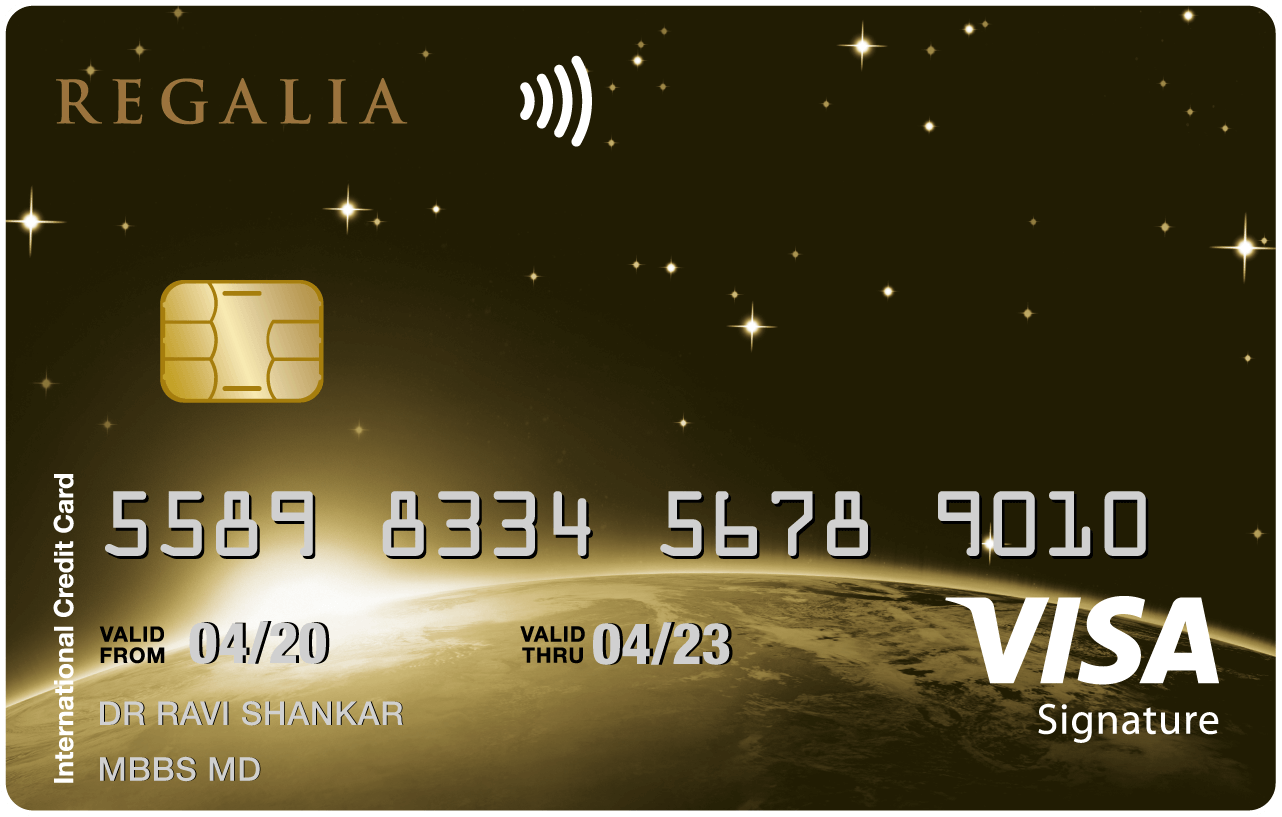 REGALIA
International Credit Card
5589 8334 5678 9010
VALID FROM 04/20 VALID THRU 04/23
DR RAVI SHANKAR
MBBS MD
VISA
Signature